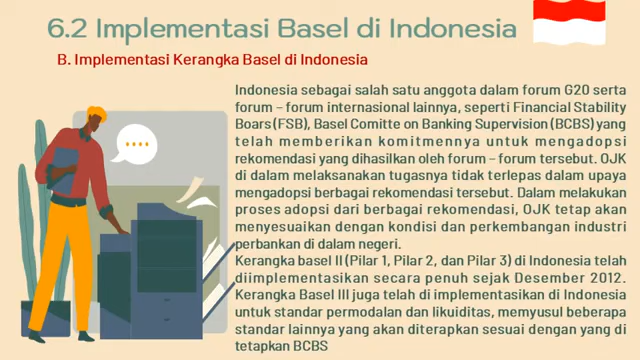 6.2 Implementasi Basel di Indonesia
B. Implementasi Kerangka Basel di Indonesia
Indonesia sebagai salah satu anggota dalam forum G20 serta
forum – forum internasional lainnya, seperti Financial Stability
Boars (FSB), Basel Comitte on Banking Supervision (BCBS) yang
telah memberikan komitmennya untuk mengadopsi
rekomendasi yang dihasilkan oleh forum – forum tersebut. OJK
di dalam melaksanakan tugasnya tidak terlepas dalam upaya
mengadopsi berbagai rekomendasi tersebut. Dalam melakukan
proses adopsi dari berbagai rekomendasi, OJK tetap akan
menyesuaikan dengan kondisi dan perkembangan industri
perbankan di dalam negeri.
Kerangka basel II (Pilar 1, Pilar 2, dan Pilar 3) di Indonesia telah
diimplementasikan secara penuh sejak Desember 2012.
Kerangka Basel III juga telah di implementasikan di Indonesia
untuk standar permodalan dan likuiditas, memyusul beberapa
standar lainnya yang akan diterapkan sesuai dengan yang di
tetapkan BCBS